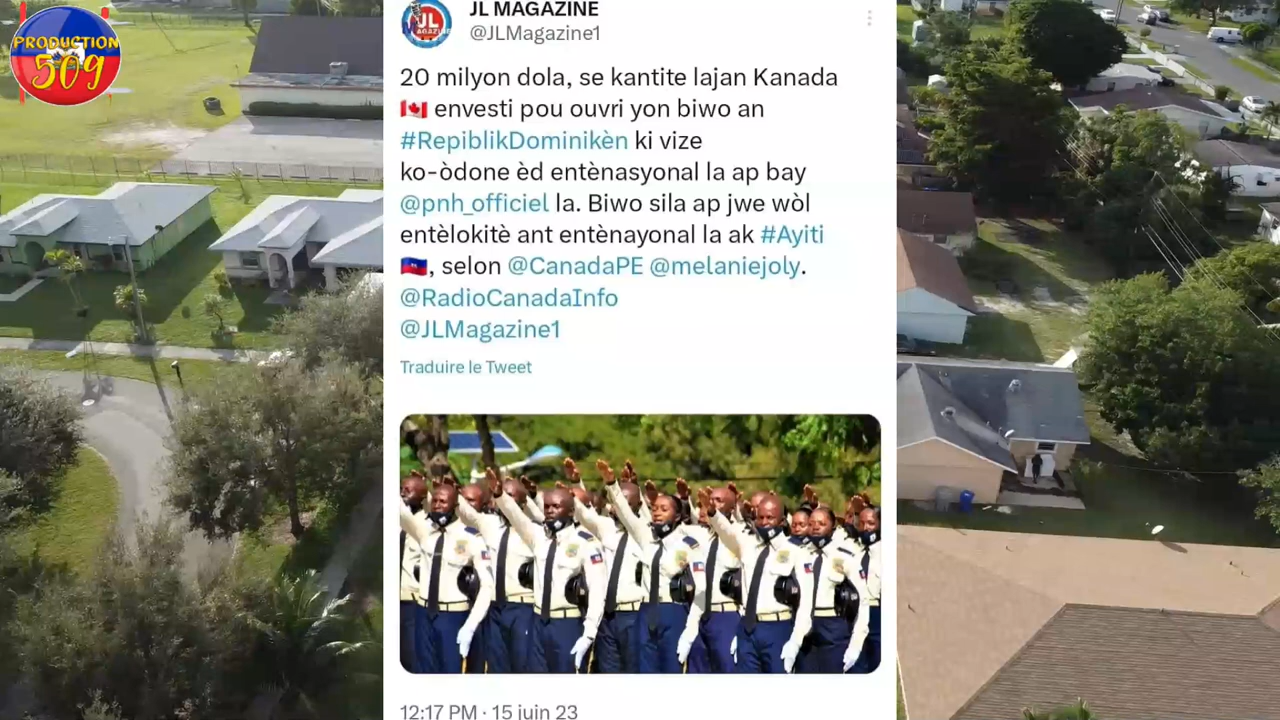 PRODUCTION
509
JL MAGAZINE
@JLMagazine1
20 milyon dola, se kantite lajan Kanada
envesti pou ouvri yon biwo an
#RepiblikDominikèn ki vize
ko-òdone èd entènasyonal la ap bay
@pnh_officiel la. Biwo sila ap jwe wòl
entèlokitè ant entènayonal la ak #Ayiti
, selon @CanadaPE @melaniejoly.
@RadioCanadaInfo
@JLMagazine1
Traduire le Tweet
12:17 PM · 15 juin 23